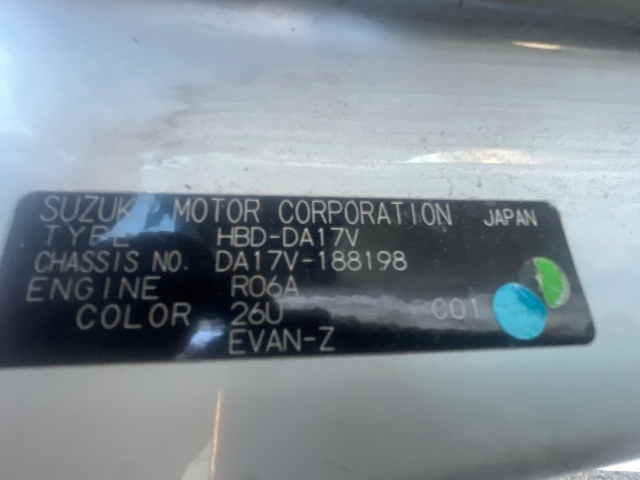 SUZUKI MOTOR CORPORATION JAPAN
TYPE HBD-DA17V
CHASSIS NO. DA17V-188198
ENGINE R06A
COLOR 26U C01
EVAN-Z